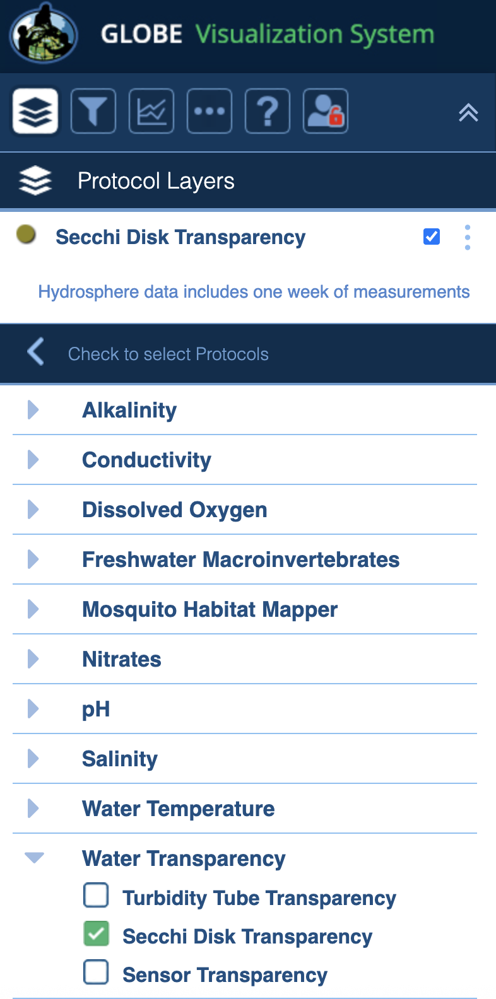 GLOBE Visualization System
?
Protocol Layers
Secchi Disk Transparency
Hydrosphere data includes one week of measurements
Check to select Protocols
Alkalinity
Conductivity
Dissolved Oxygen
Freshwater Macroinvertebrates
Mosquito Habitat Mapper
Nitrates
pH
Salinity
Water Temperature
Water Transparency
Turbidity Tube Transparency
Secchi Disk Transparency
Sensor Transparency